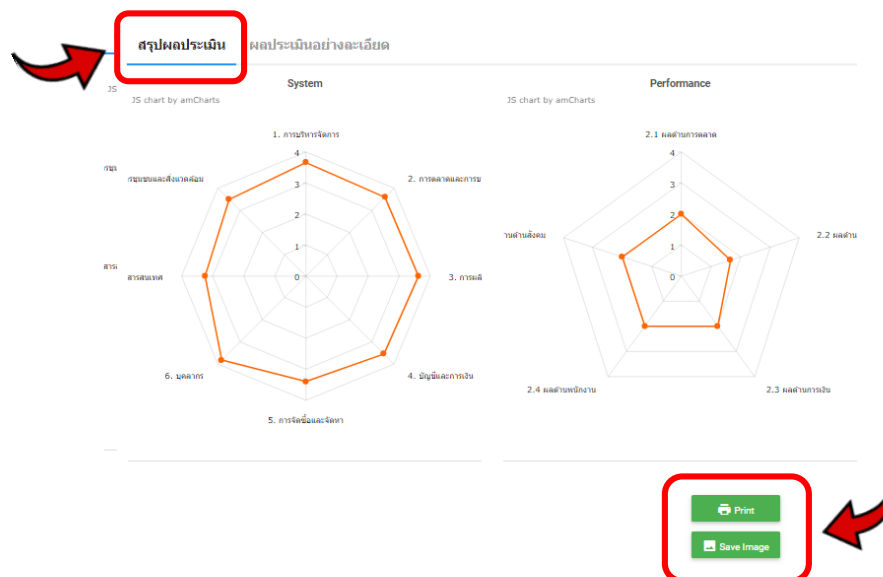 สรุปผลประเมิน ผลประเมินอย่างละเอียด
JS
System
JS chart by amCharts
1. การบริหารจัดการ
2. การตลาดและการข
3. การผลิ
4. บัญชีและการเงิน
5. การจัดซื้อและจัดหา
6. บุคลากร
สารสนเทศ
รชุมชนและสิ่งแวดล้อม
4
3
2
1
0
รชุม
สารส
Performance
JS chart by amCharts
2.1 ผลด้านการตลาด
2.2 ผลด้าน
2.3 ผลด้านการเงิน
2.4 ผลด้านพนักงาน
านด้านสังคม
4
3
2
1
0
Print
Save Image